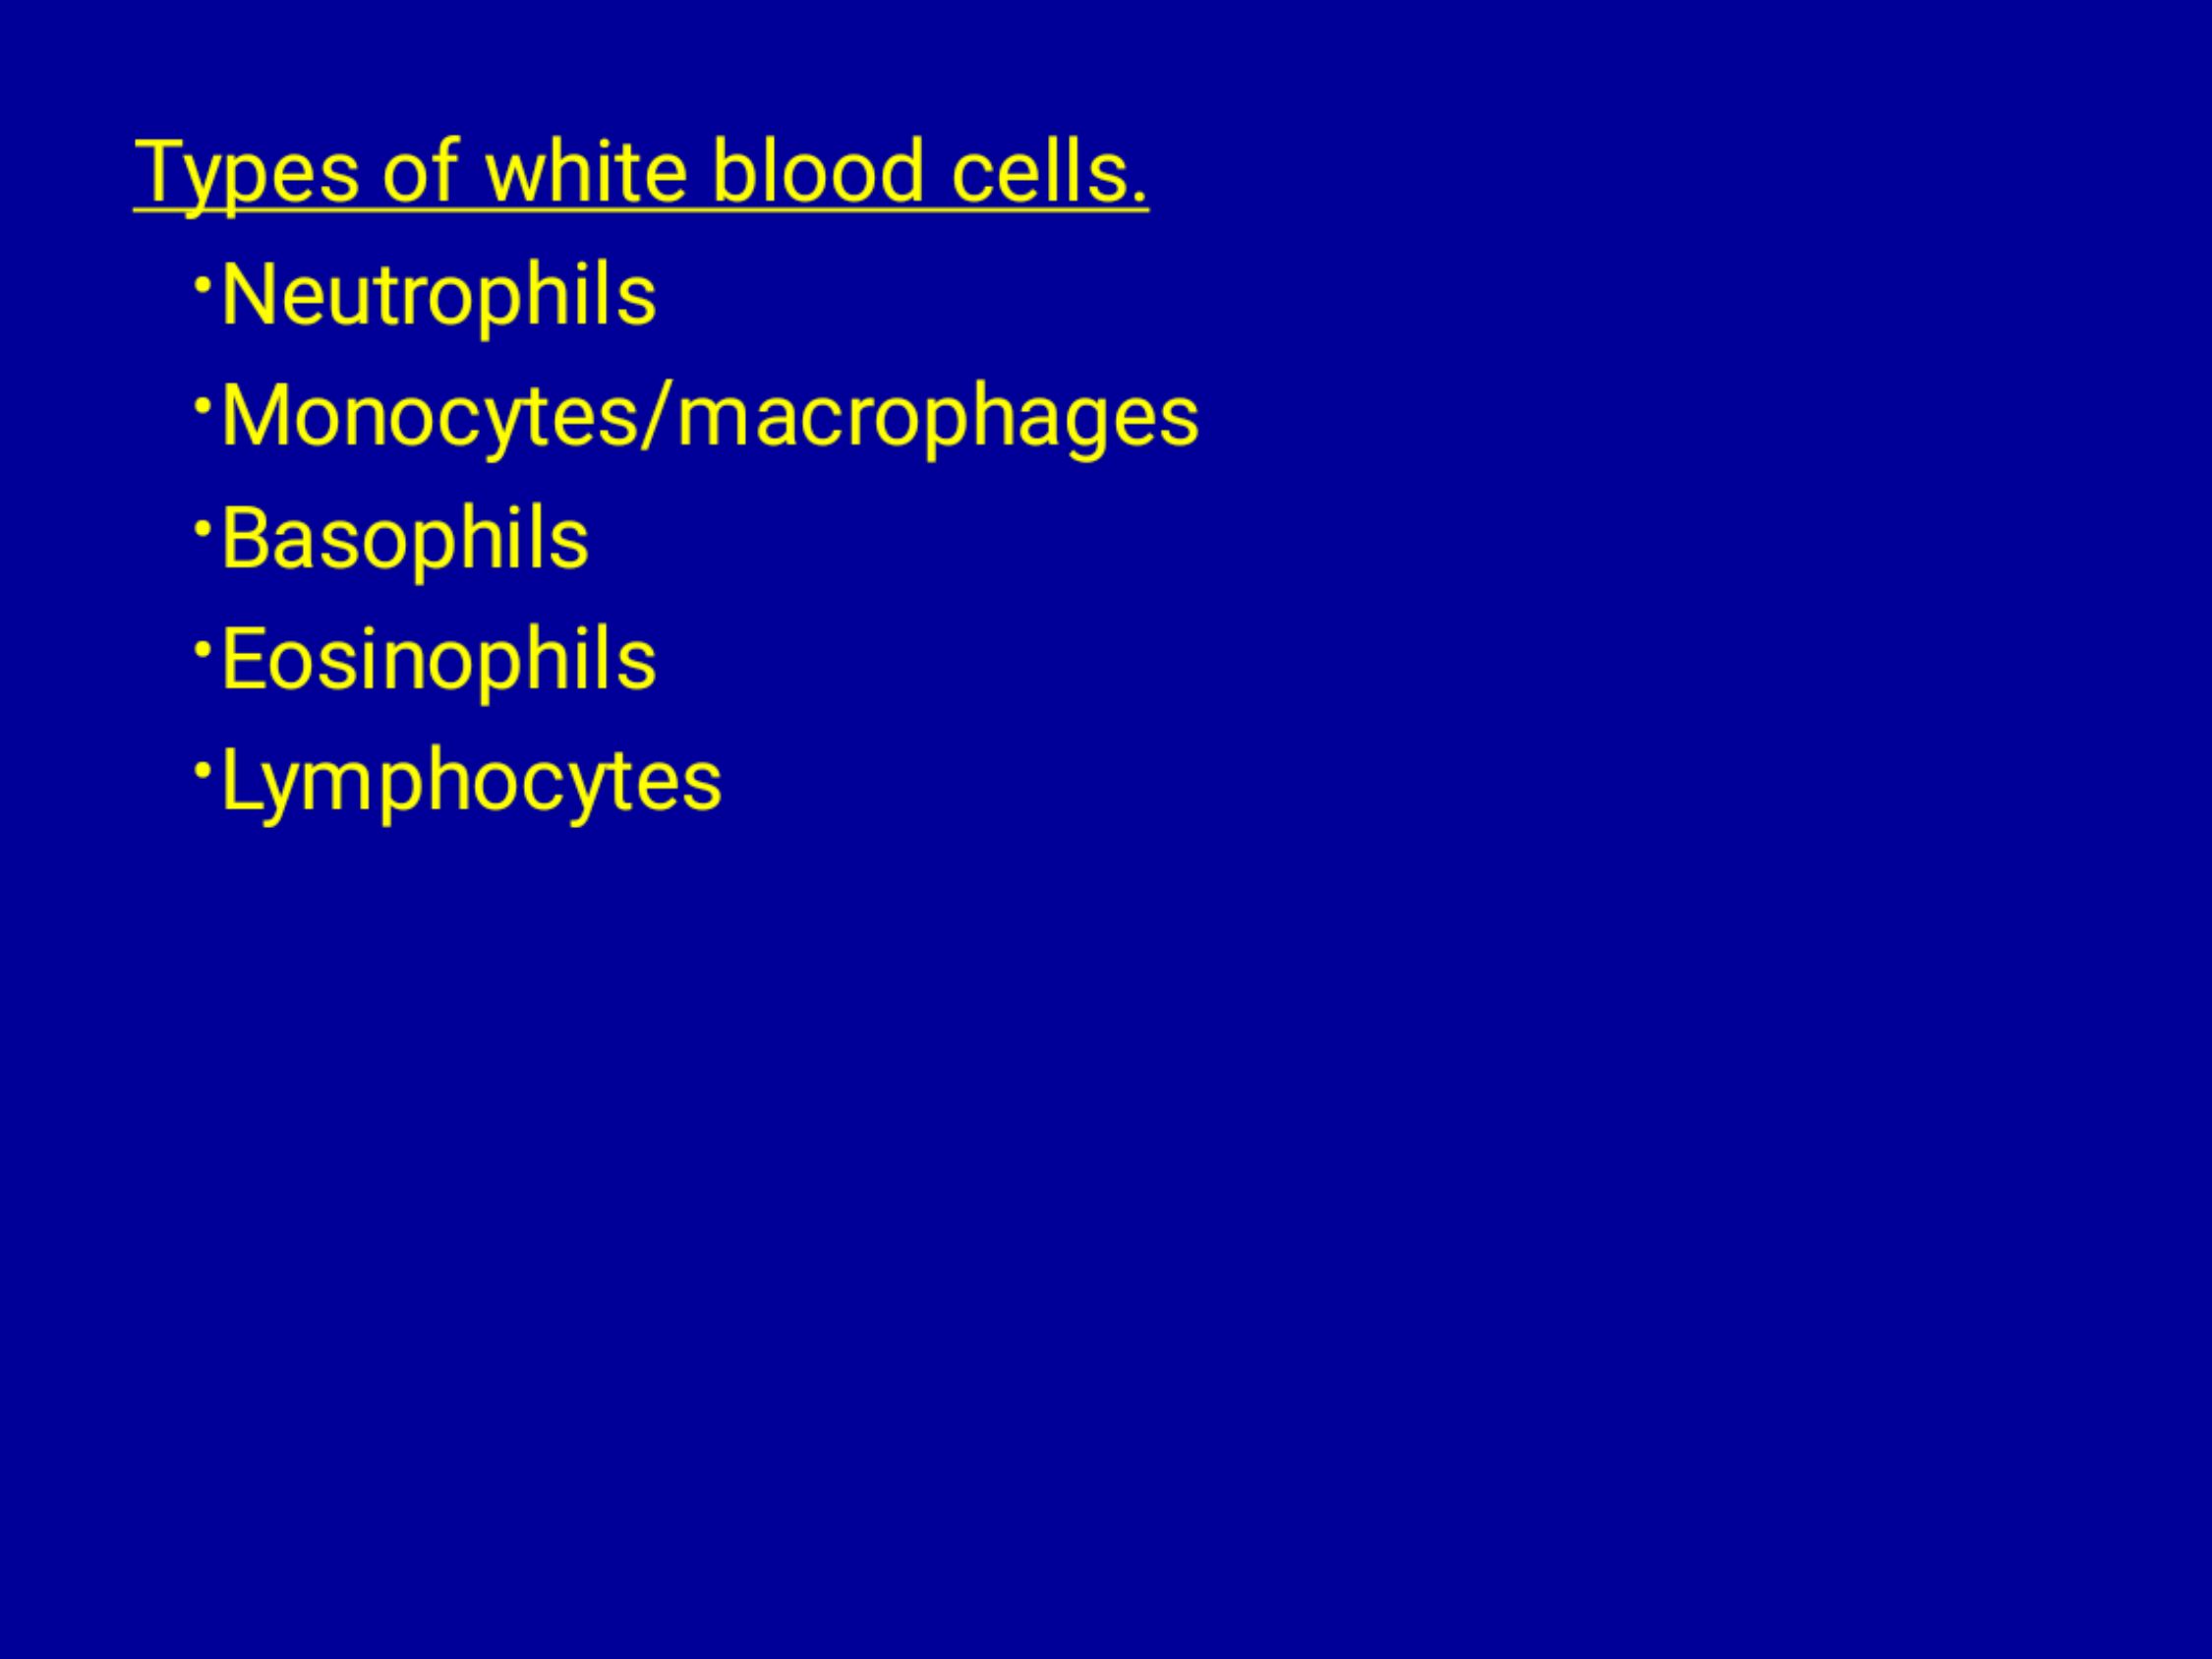 Types of white blood cells.
•Neutrophils
•Monocytes/macrophages
•Basophils
•Eosinophils
•Lymphocytes